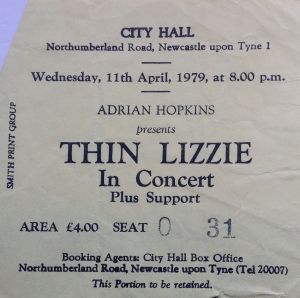 CITY HALL
Northumberland Road, Newcastle upon Tyne 1
Wednesday, 11th April, 1979, at 8.00 p.m.
ADRIAN HOPKINS
presents
THIN LIZZIE
In Concert
Plus Support
AREA £4.00 SEAT O 31
Booking Agents: City Hall Box Office
Northumberland Road, Newcastle upon Tyne (Tel 20007)
This Portion to be retained.
SMITH PRINT GROUP